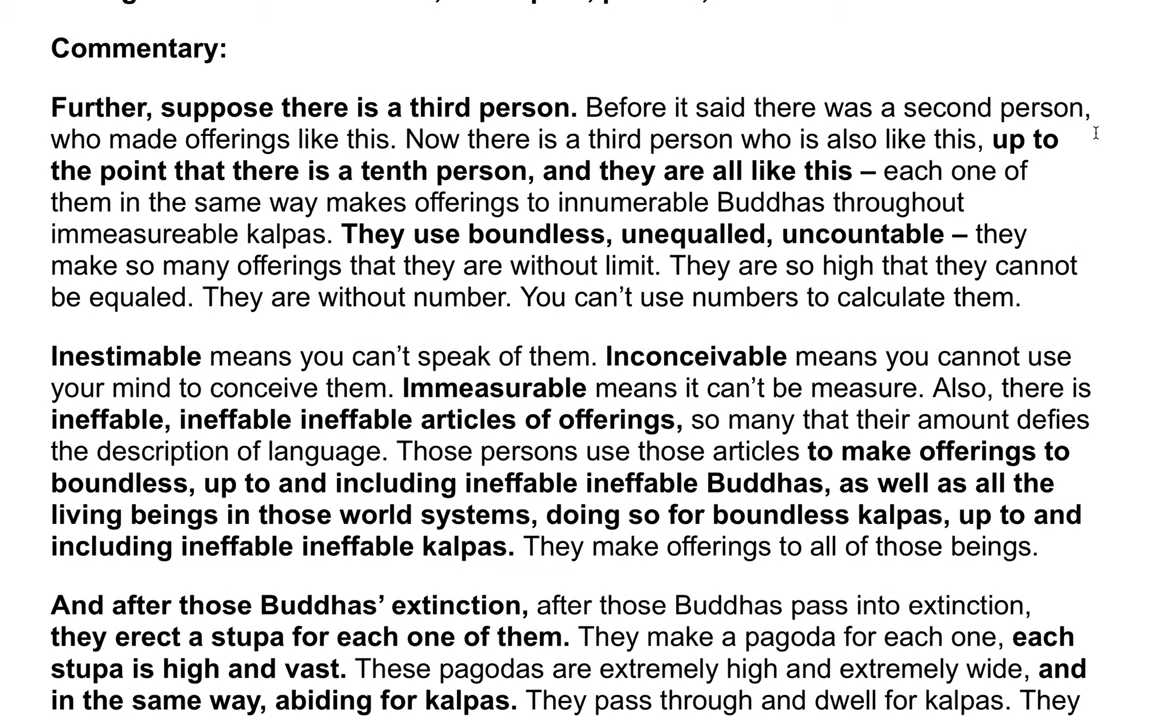 Commentary:
Further, suppose there is a third person. Before it said there was a second person,
who made offerings like this. Now there is a third person who is also like this, up to
the point that there is a tenth person, and they are all like this – each one of
them in the same way makes offerings to innumerable Buddhas throughout
immeasureable kalpas. They use boundless, unequalled, uncountable – they
make so many offerings that they are without limit. They are so high that they cannot
be equaled. They are without number. You can’t use numbers to calculate them.
Inestimable means you can’t speak of them. Inconceivable means you cannot use
your mind to conceive them. Immeasurable means it can’t be measure. Also, there is
ineffable, ineffable ineffable articles of offerings, so many that their amount defies
the description of language. Those persons use those articles to make offerings to
boundless, up to and including ineffable ineffable Buddhas, as well as all the
living beings in those world systems, doing so for boundless kalpas, up to and
including ineffable ineffable kalpas. They make offerings to all of those beings.
And after those Buddhas’ extinction, after those Buddhas pass into extinction,
they erect a stupa for each one of them. They make a pagoda for each one, each
stupa is high and vast. These pagodas are extremely high and extremely wide, and
in the same way, abiding for kalpas. They pass through and dwell for kalpas. They